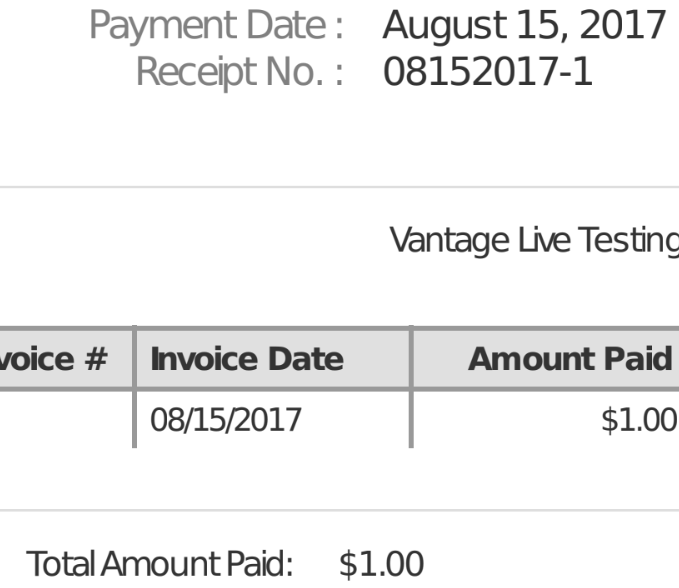 Payment Date : August 15, 2017
Receipt No. : 08152017-1
Vantage Live Testing
voice # Invoice Date Amount Paid
08/15/2017 $1.00
Total Amount Paid: $1.00